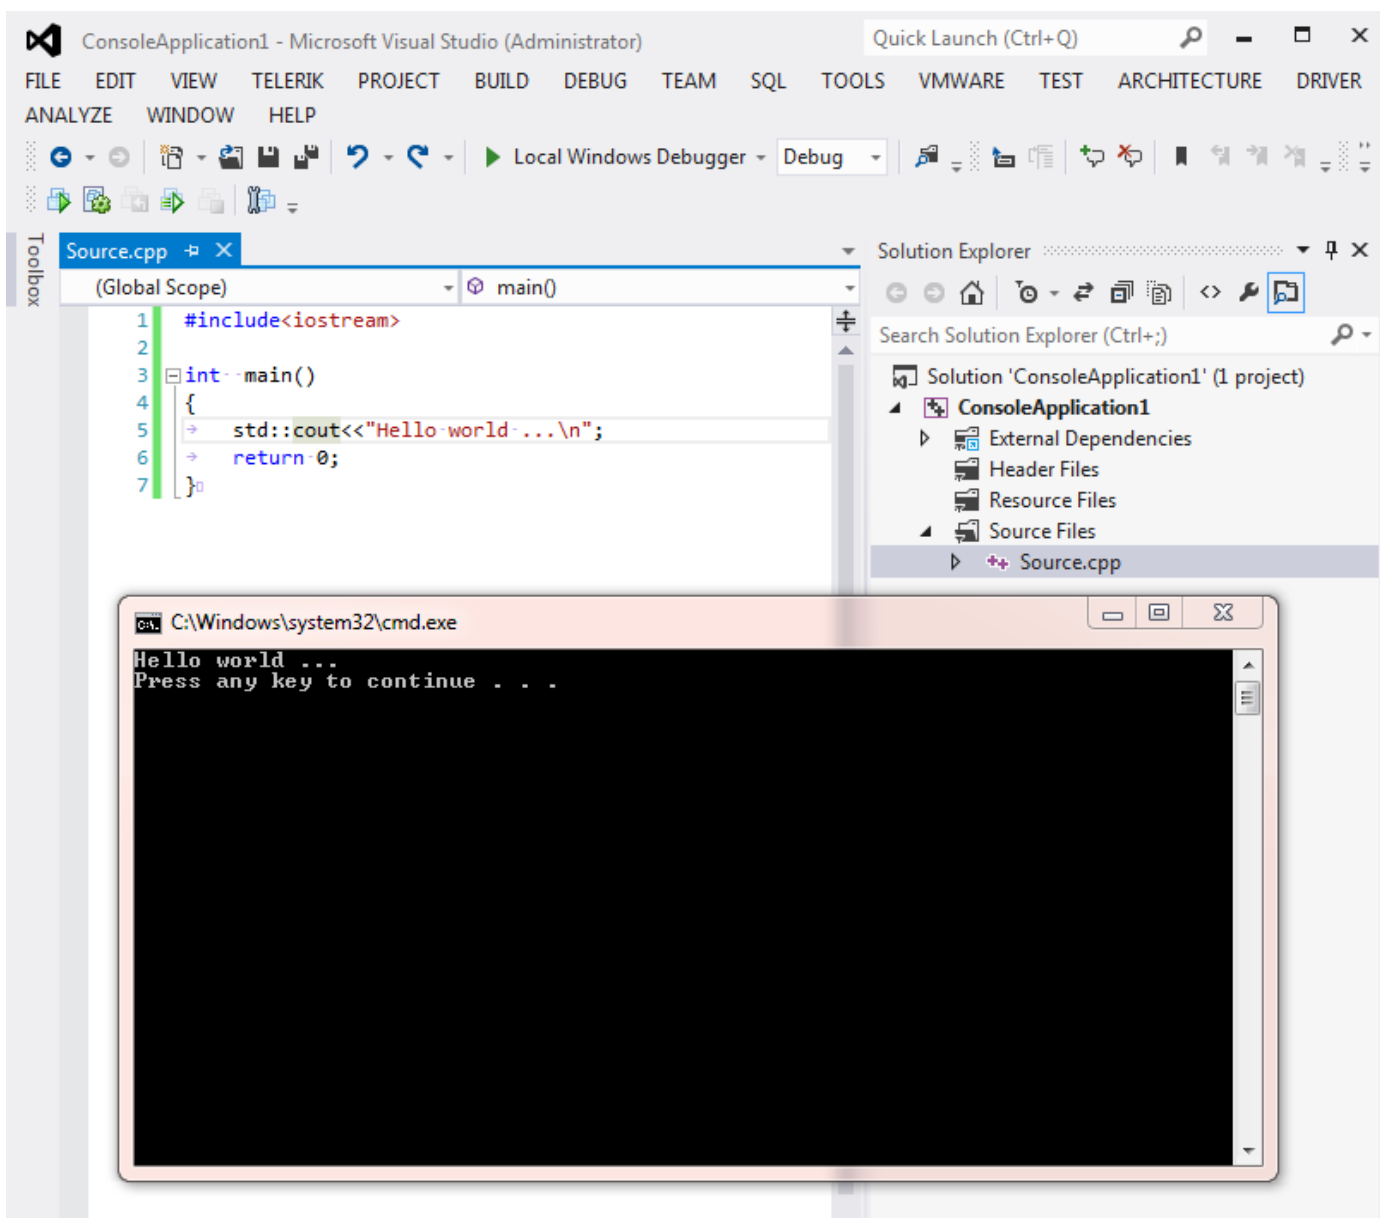 ConsoleApplication1 - Microsoft Visual Studio (Administrator)
Quick Launch (Ctrl+Q)
FILE EDIT VIEW TELERIK PROJECT BUILD DEBUG TEAM SQL TOOLS VMWARE TEST ARCHITECTURE DRIVER
ANALYZE WINDOW HELP
Local Windows Debugger Debug
Toolbox
Source.cpp
(Global Scope) main()
1 #include<iostream>
2
3 int main()
4 {
5 std::cout<<"Hello world ...\n";
6 return 0;
7 }
Solution Explorer
Search Solution Explorer (Ctrl+;)
Solution 'ConsoleApplication1' (1 project)
ConsoleApplication1
External Dependencies
Header Files
Resource Files
Source Files
Source.cpp
C:\Windows\system32\cmd.exe
Hello world ...
Press any key to continue . . .